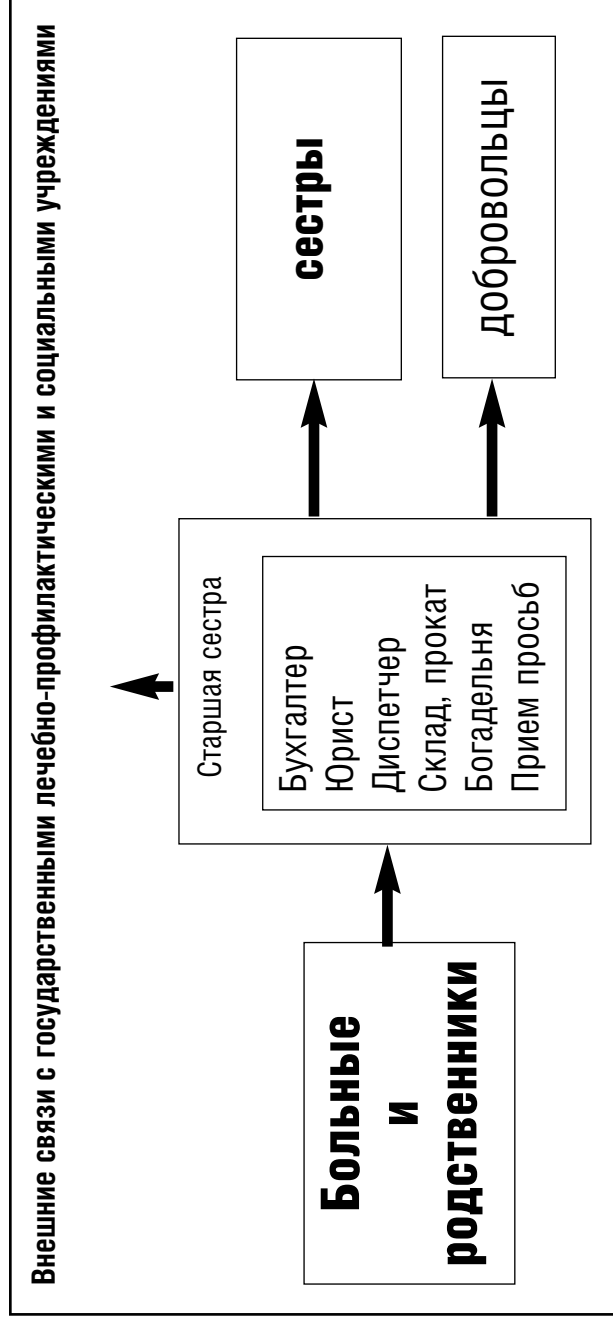 Внешние связи с государственными лечебно-профилактическими и социальными учреждениями
Больные
и
родственники
Старшая сестра
Бухгалтер
Юрист
Диспетчер
Склад, прокат
Богадельня
Прием просьб
сестры
добровольцы